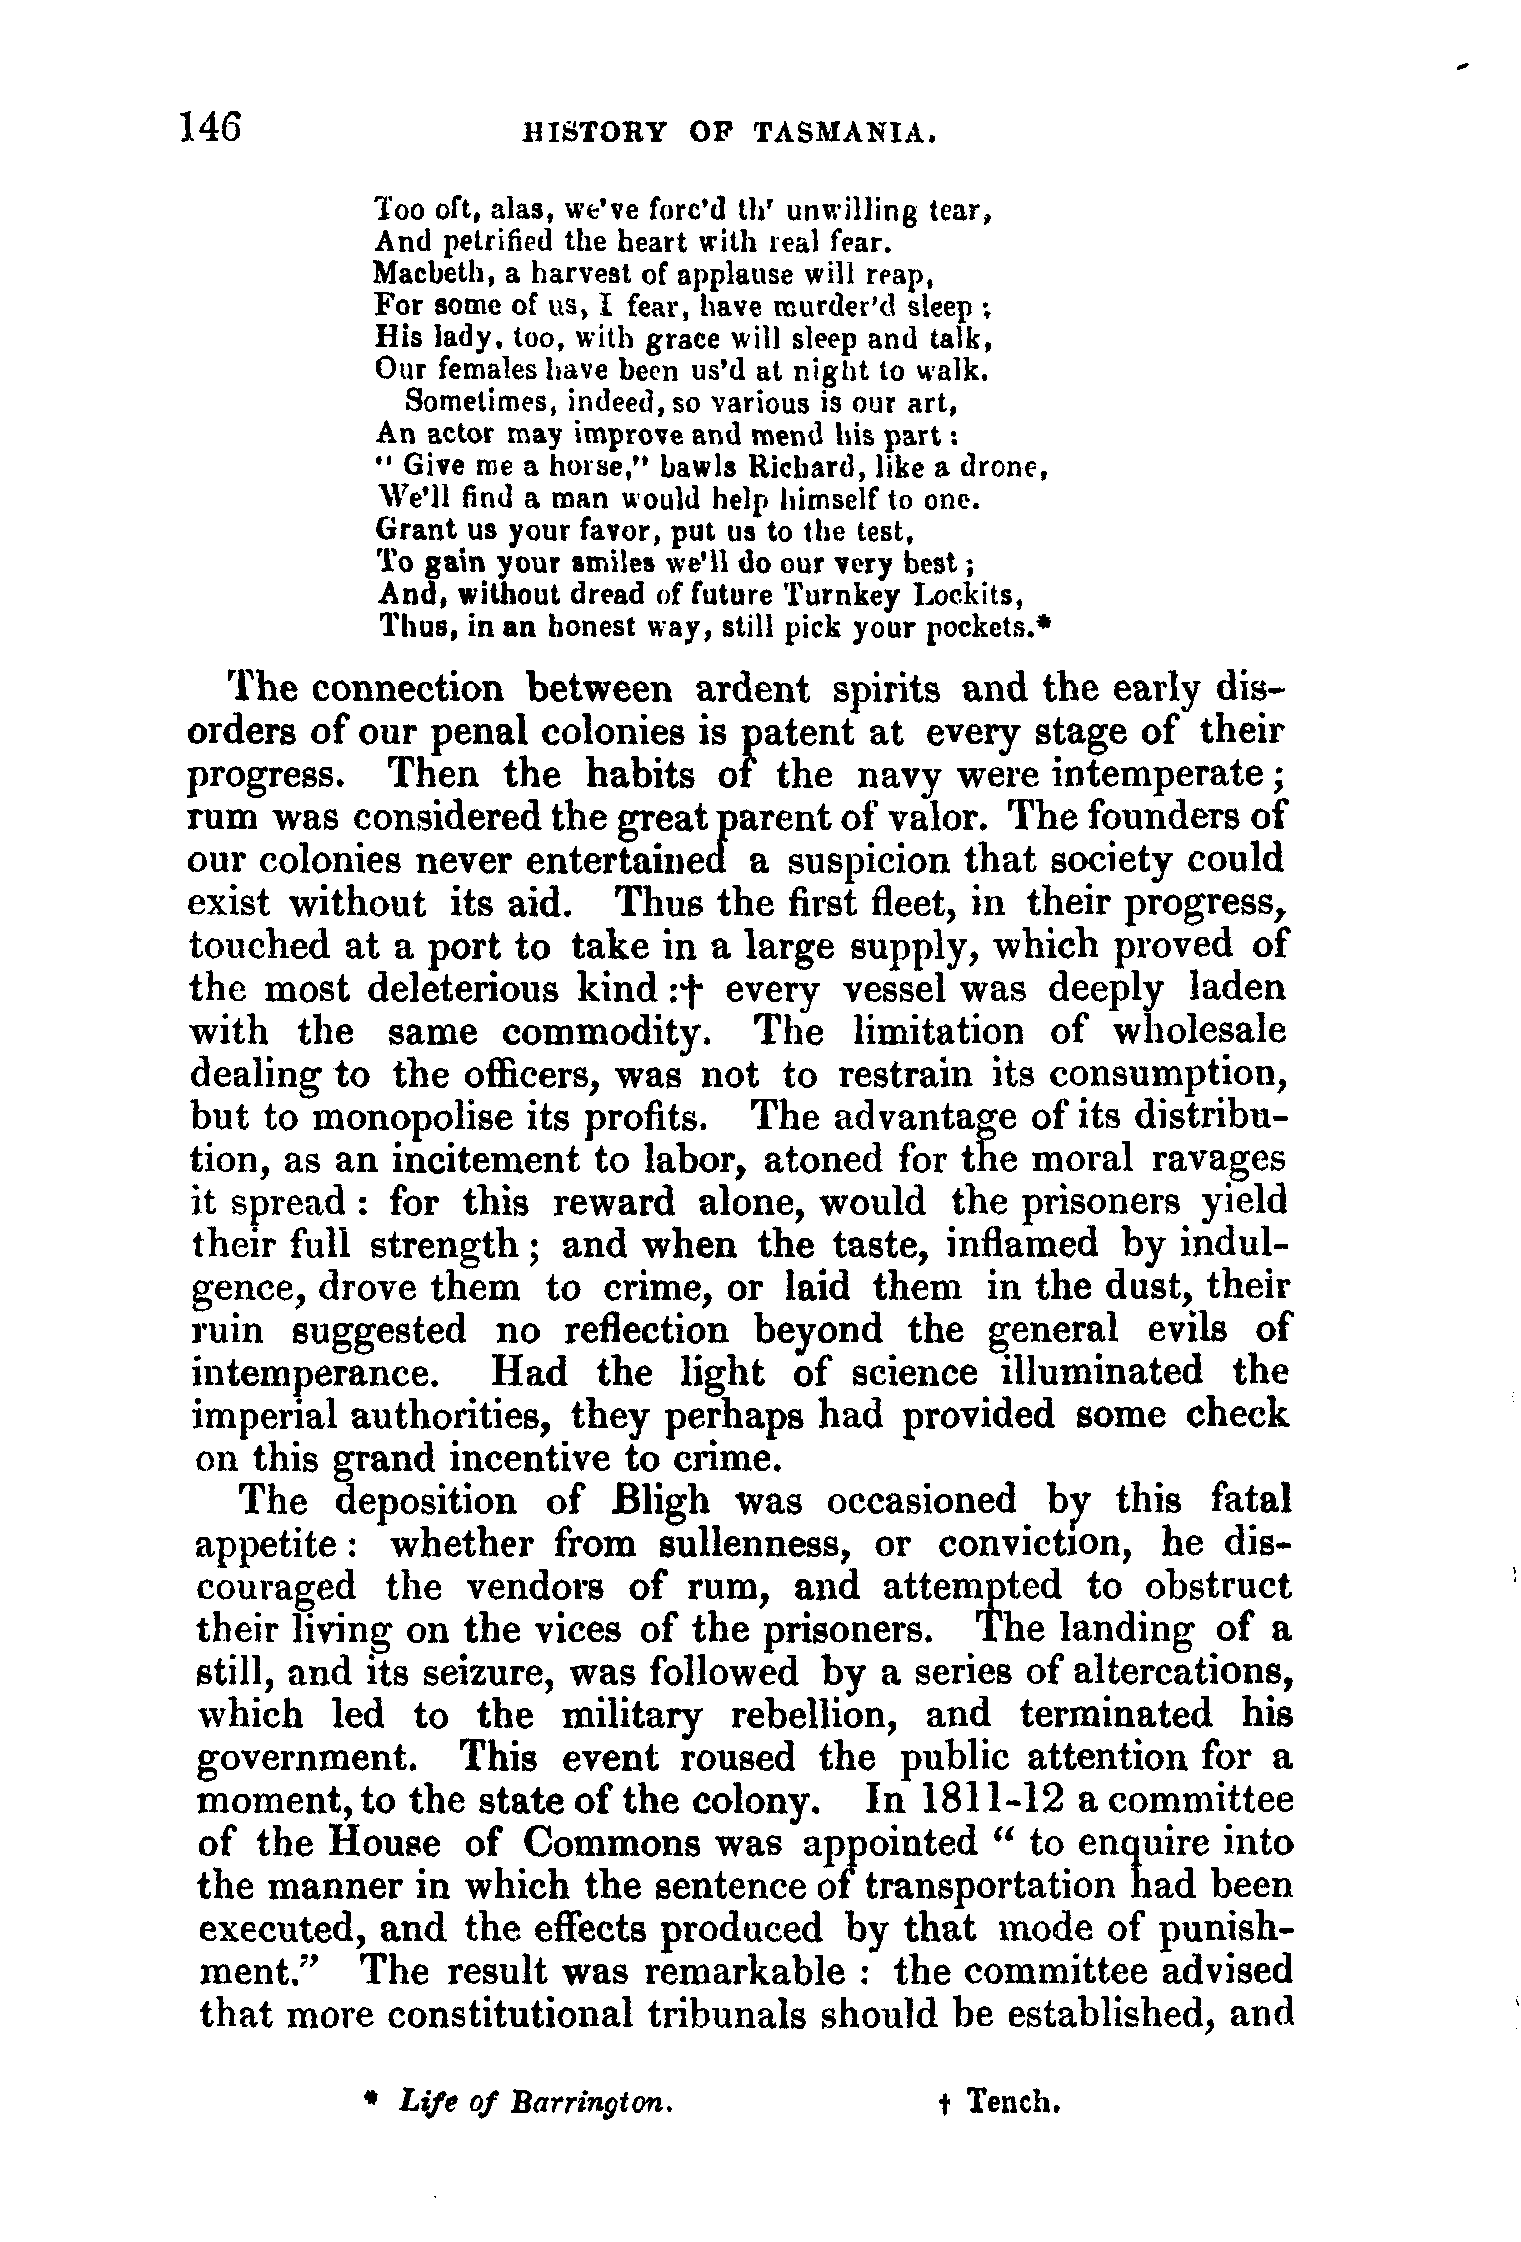 146 HISTORY OF TASMANIA.
Too oft, alas, we've forc'd th' unwilling tear,
And petrified the heart with real fear.
Macbeth, a harvest of applause will reap,
For some of us, I fear, have murder'd sleep ;
His lady, too, with grace will sleep and talk,
Our females have been us'd at night to walk.
Sometimes, indeed, so various is our art,
An actor may improve and mend his part :
" Give me a horse," bawls Richard, like a drone,
We'll find a man would help himself to one.
Grant us your favor, put us to the test,
To gain your smiles we'll do our very best ;
And, without dread of future Turnkey Lockits,
Thus, in an honest way, still pick your pockets.*
The connection between ardent spirits and the early dis-
orders of our penal colonies is patent at every stage of their
progress. Then the habits of the navy were intemperate ;
rum was considered the great parent of valor. The founders of
our colonies never entertained a suspicion that society could
exist without its aid. Thus the first fleet, in their progress,
touched at a port to take in a large supply, which proved of
the most deleterious kind :† every vessel was deeply laden
with the same commodity. The limitation of wholesale
dealing to the officers, was not to restrain its consumption,
but to monopolise its profits. The advantage of its distribu-
tion, as an incitement to labor, atoned for the moral ravages
it spread : for this reward alone, would the prisoners yield
their full strength ; and when the taste, inflamed by indul-
gence, drove them to crime, or laid them in the dust, their
ruin suggested no reflection beyond the general evils of
intemperance. Had the light of science illuminated the
imperial authorities, they perhaps had provided some check
on this grand incentive to crime.
The deposition of Bligh was occasioned by this fatal
appetite : whether from sullenness, or conviction, he dis-
couraged the vendors of rum, and attempted to obstruct
their living on the vices of the prisoners. The landing of a
still, and its seizure, was followed by a series of altercations,
which led to the military rebellion, and terminated his
government. This event roused the public attention for a
moment, to the state of the colony. In 1811-12 a committee
of the House of Commons was appointed " to enquire into
the manner in which the sentence of transportation had been
executed, and the effects produced by that mode of punish-
ment." The result was remarkable : the committee advised
that more constitutional tribunals should be established, and
* Life of Barrington. † Tench.